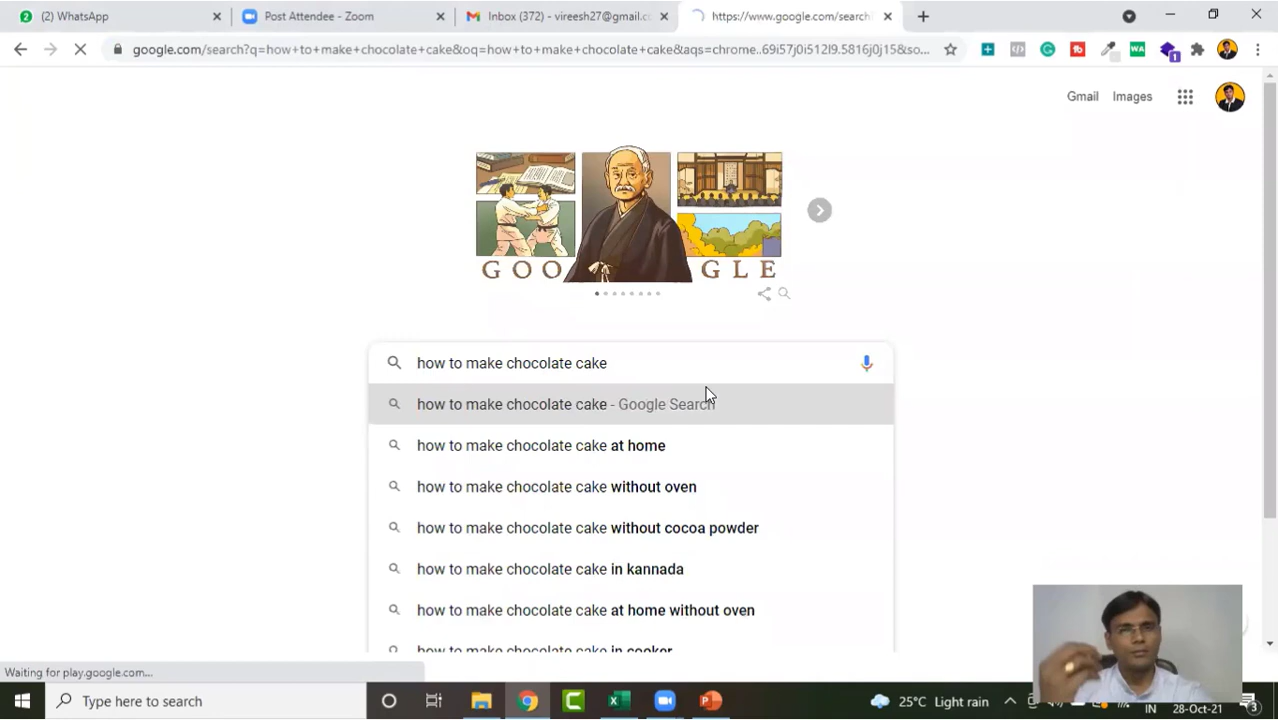 (2) WhatsApp
Post Attendee - Zoom
Inbox (372) - vireesh27@gmail.co
https://www.google.com/search?
google.com/search?q=how+to+make+chocolate+cake&oq=how+to+make+chocolate+cake&aqs=chrome..69i57j0i512l9.5816j0j15&so...
Gmail Images
GOO GLE
how to make chocolate cake
how to make chocolate cake - Google Search
how to make chocolate cake at home
how to make chocolate cake without oven
how to make chocolate cake without cocoa powder
how to make chocolate cake in kannada
how to make chocolate cake at home without oven
how to make chocolate cake in cooker
Waiting for play.google.com...
Type here to search
25°C Light rain
IN
28-Oct-21
3